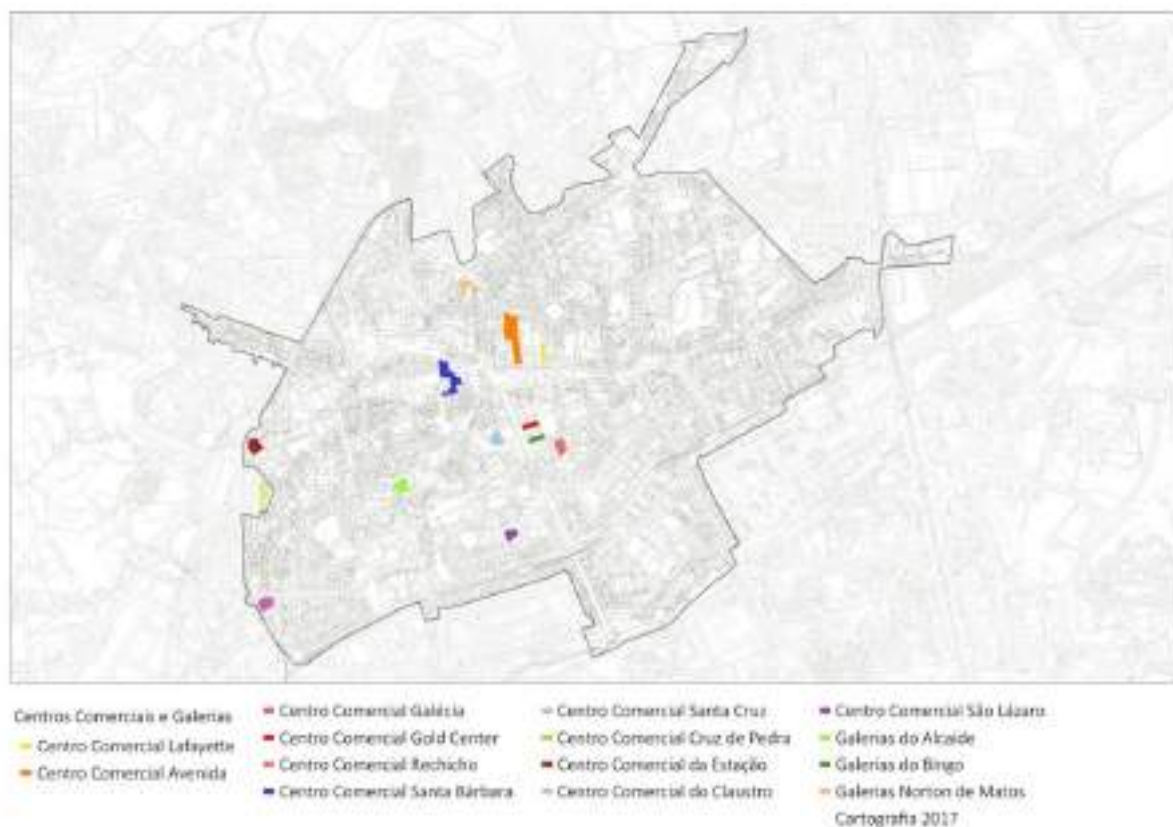 Centros Comerciais e Galerias
Centro Comercial Lafayette
Centro Comercial Avenida
Centro Comercial Galécia
Centro Comercial Gold Center
Centro Comercial Rechicho
Centro Comercial Santa Bárbara
Centro Comercial Santa Cruz
Centro Comercial Cruz de Pedra
Centro Comercial da Estação
Centro Comercial do Claustro
Centro Comercial São Lázaro
Galerias do Alcaide
Galerias do Bingo
Galerias Norton de Matos
Cartografia 2017